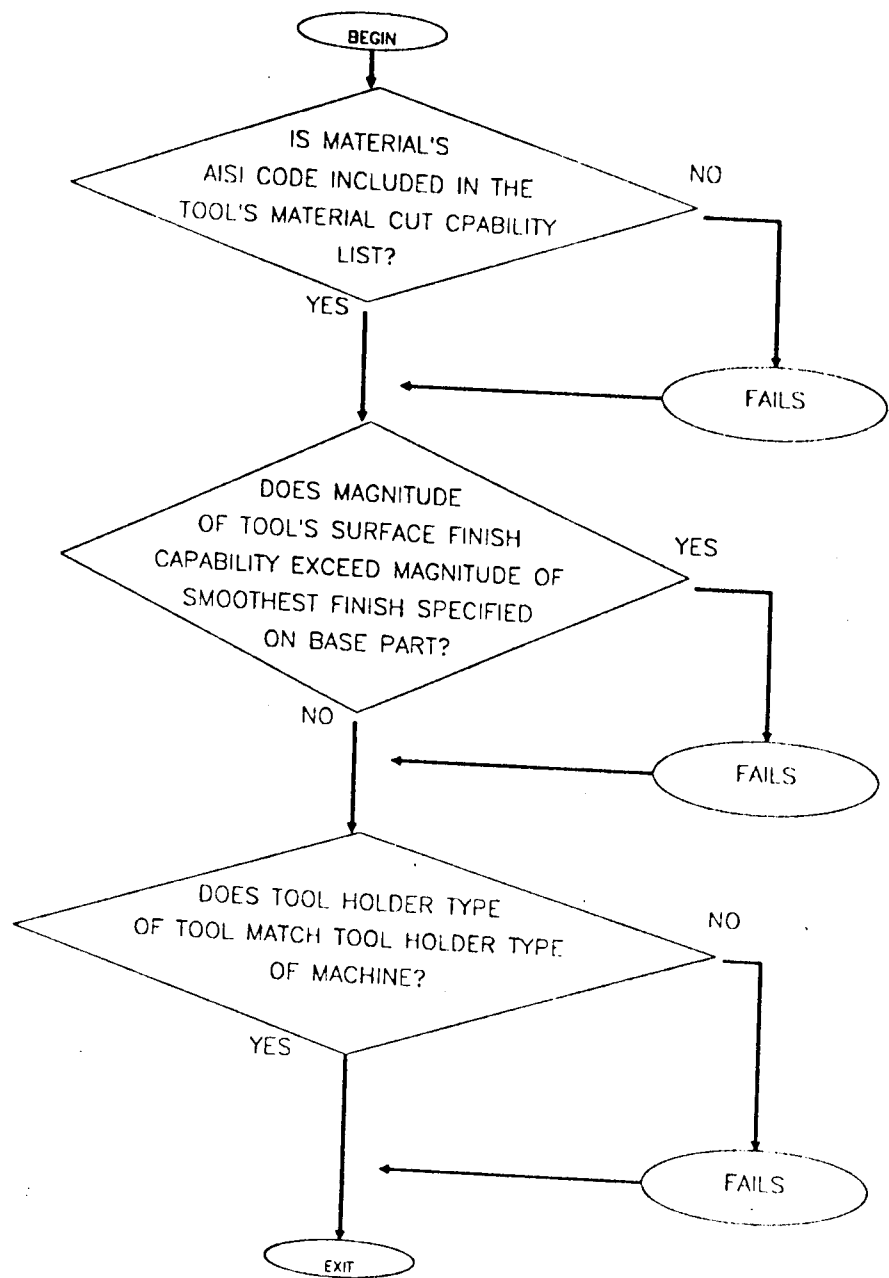 BEGIN
IS MATERIAL'S
AISI CODE INCLUDED IN THE
TOOL'S MATERIAL CUT CPABILITY
LIST?
NO
YES
FAILS
DOES MAGNITUDE
OF TOOL'S SURFACE FINISH
CAPABILITY EXCEED MAGNITUDE OF
SMOOTHEST FINISH SPECIFIED
ON BASE PART?
YES
NO
FAILS
DOES TOOL HOLDER TYPE
OF TOOL MATCH TOOL HOLDER TYPE
OF MACHINE?
NO
YES
FAILS
EXIT